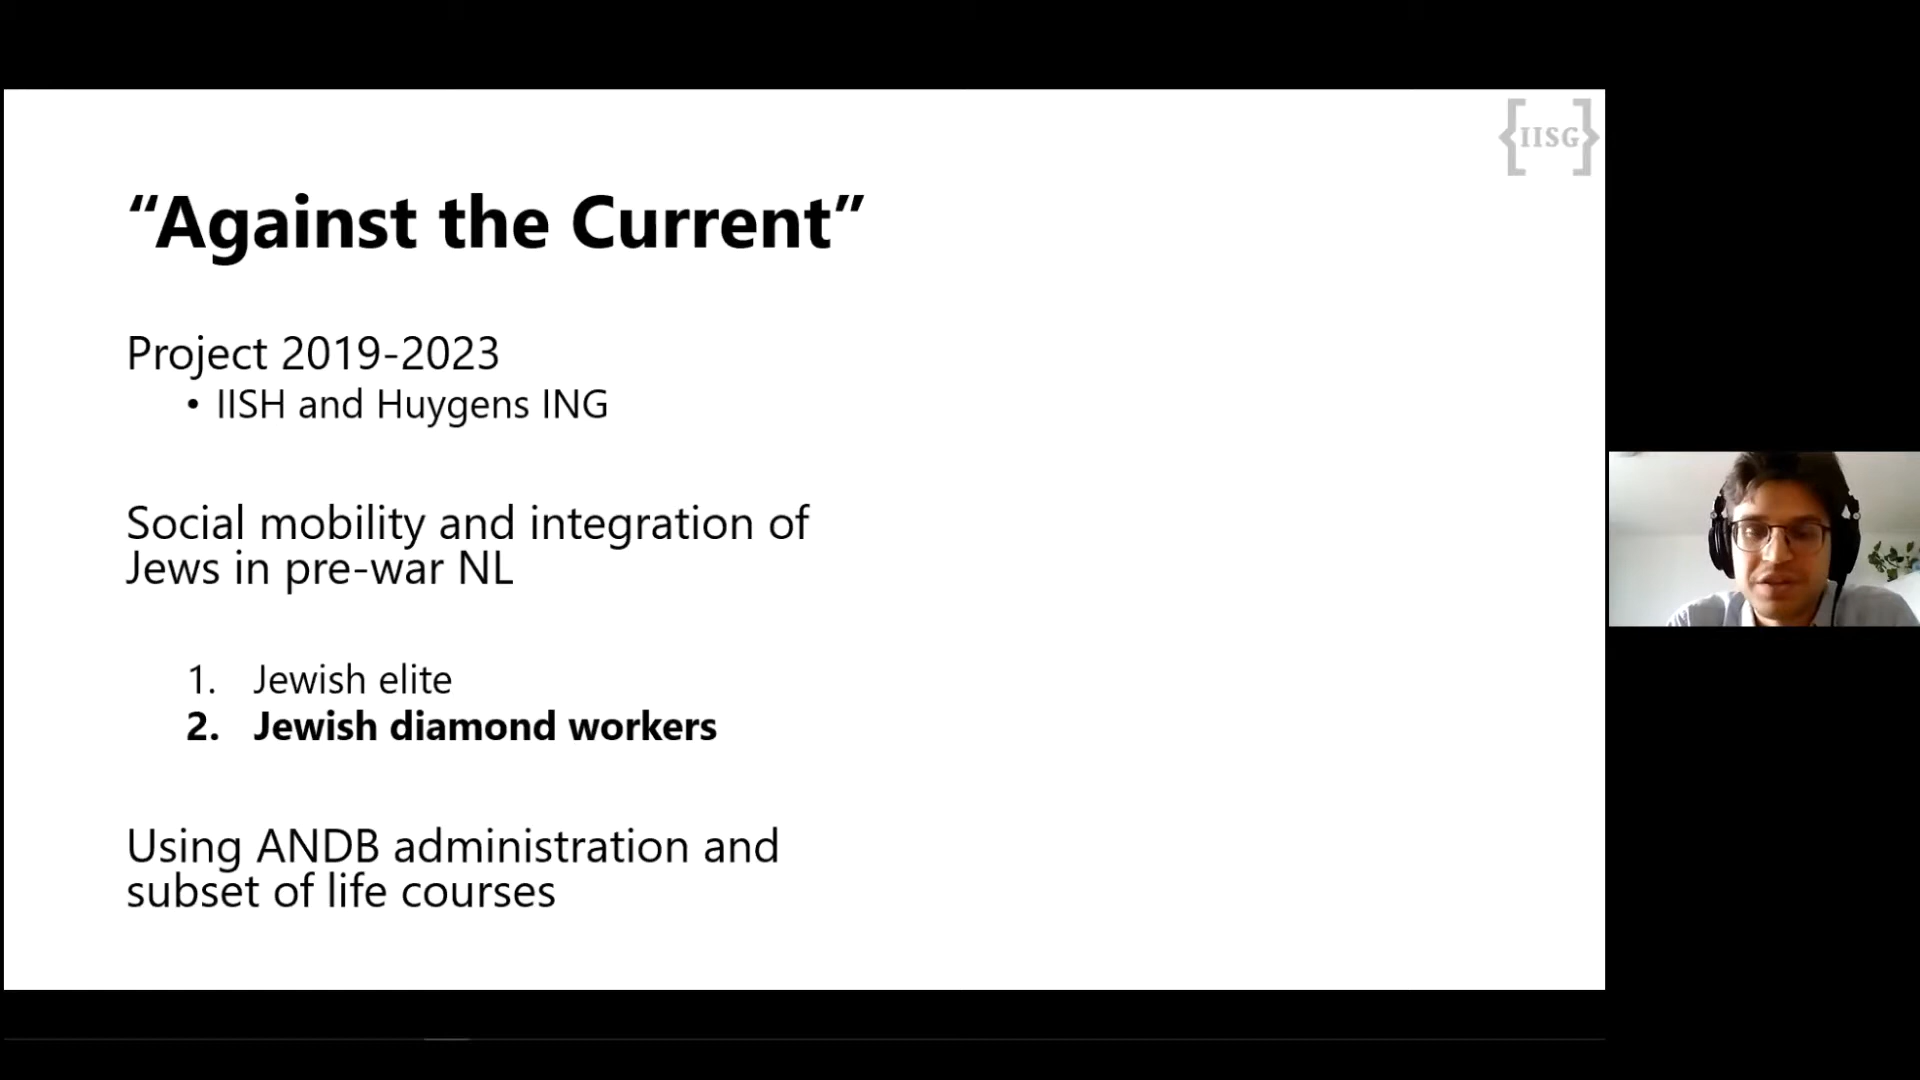 {IISG}
“Against the Current”
Project 2019-2023
• IISH and Huygens ING
Social mobility and integration of
Jews in pre-war NL
1. Jewish elite
2. Jewish diamond workers
Using ANDB administration and
subset of life courses